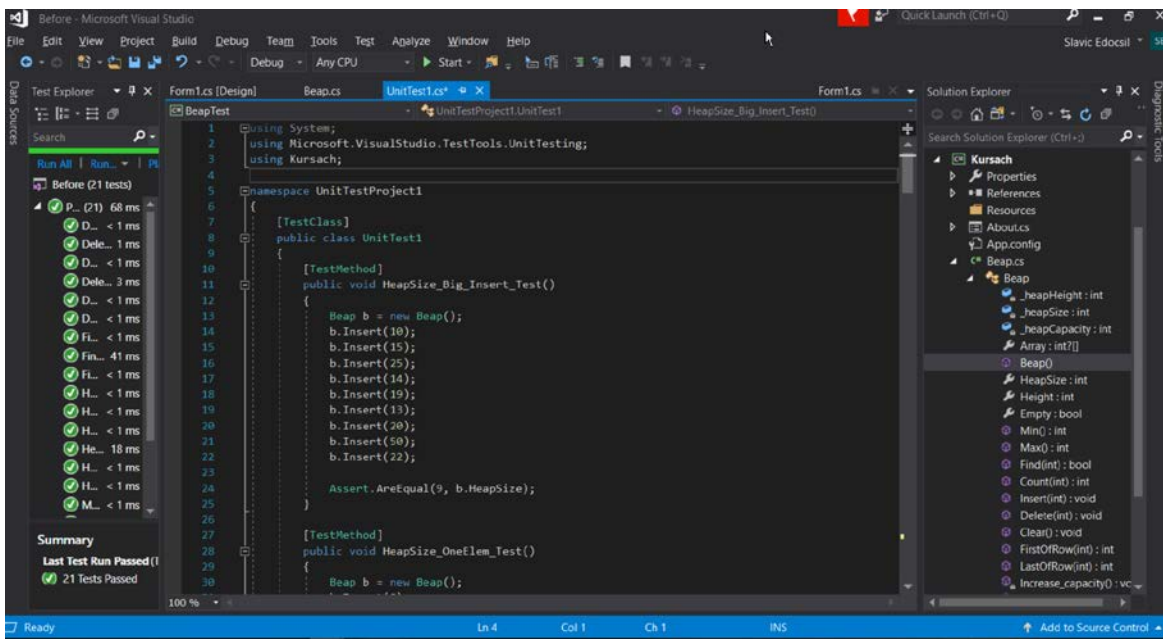 Before - Microsoft Visual Studio
Quick Launch (Ctrl+Q)
File Edit View Project Build Debug Team Tools Test Analyze Window Help
Slavic Edocsil
SE
Debug Any CPU Start
Data Sources
Test Explorer
Search
Run All | Run...
Before (21 tests)
P... (21) 68 ms
D... < 1 ms
Dele... 1 ms
D... < 1 ms
Dele... 3 ms
D... < 1 ms
D... < 1 ms
Fi... < 1 ms
Fin... 41 ms
Fi... < 1 ms
H... < 1 ms
H... < 1 ms
H... < 1 ms
He... 18 ms
H... < 1 ms
H... < 1 ms
M... < 1 ms
Summary
Last Test Run Passed (
21 Tests Passed
Form1.cs [Design] Beap.cs UnitTest1.cs* Form1.cs
BeapTest UnitTestProject1.UnitTest1 HeapSize_Big_Insert_Test()
1 using System;
2 using Microsoft.VisualStudio.TestTools.UnitTesting;
3 using Kursach;
4
5 namespace UnitTestProject1
6 {
7 [TestClass]
8 public class UnitTest1
9 {
10 [TestMethod]
11 public void HeapSize_Big_Insert_Test()
12 {
13 Beap b = new Beap();
14 b.Insert(10);
15 b.Insert(15);
16 b.Insert(25);
17 b.Insert(14);
18 b.Insert(19);
19 b.Insert(13);
20 b.Insert(20);
21 b.Insert(50);
22 b.Insert(22);
23
24 Assert.AreEqual(9, b.HeapSize);
25 }
26
27 [TestMethod]
28 public void HeapSize_OneElem_Test()
29 {
30 Beap b = new Beap();
100 %
Solution Explorer
Search Solution Explorer (Ctrl+;)
Kursach
Properties
References
Resources
About.cs
App.config
C# Beap.cs
Beap
_heapHeight : int
_heapSize : int
_heapCapacity : int
Array : int?[]
Beap()
HeapSize : int
Height : int
Empty : bool
Min() : int
Max() : int
Find(int) : bool
Count(int) : int
Insert(int) : void
Delete(int) : void
Clear() : void
FirstOfRow(int) : int
LastOfRow(int) : int
Increase_capacity() : vc
Diagnostic Tools
Ready Ln 4 Col 1 Ch 1 INS Add to Source Control